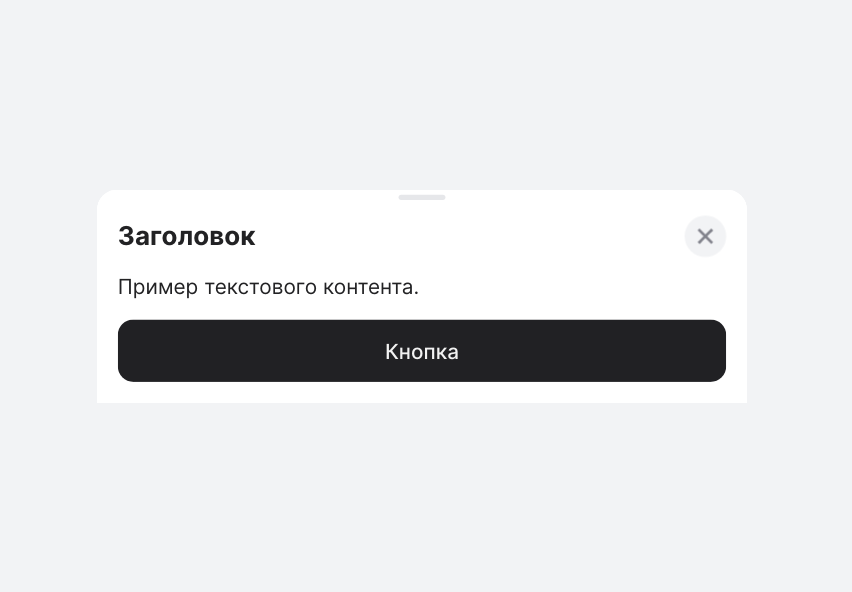 Заголовок
Пример текстового контента.
Кнопка